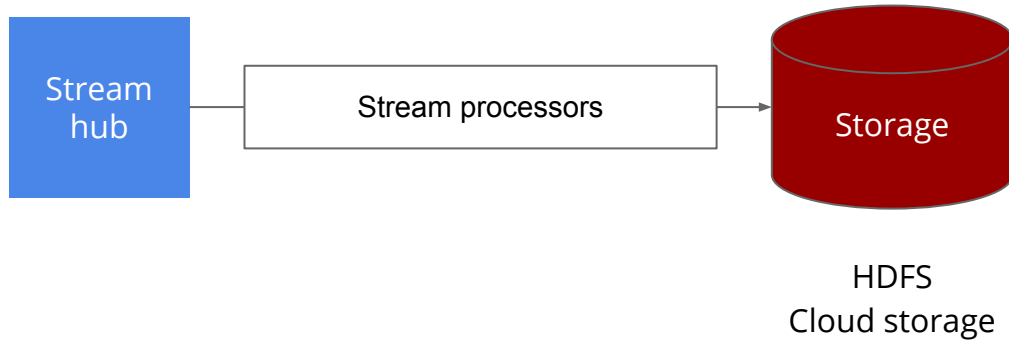 Stream
hub
Stream processors
Storage
HDFS
Cloud storage